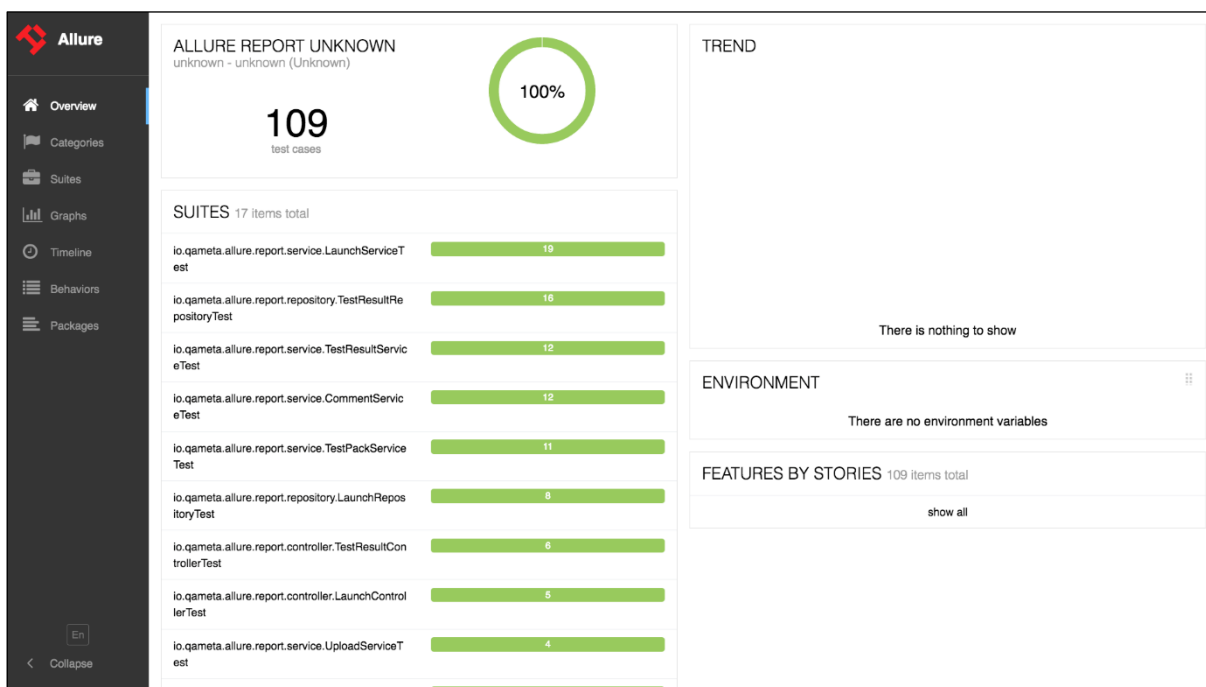 Allure
Overview
Categories
Suites
Graphs
Timeline
Behaviors
Packages
En
Collapse
ALLURE REPORT UNKNOWN
unknown - unknown (Unknown)
109
test cases
100%
SUITES 17 items total
io.qameta.allure.report.service.LaunchServiceT
est
19
io.qameta.allure.report.repository.TestResultRe
positoryTest
16
io.qameta.allure.report.service.TestResultServic
eTest
12
io.qameta.allure.report.service.CommentServic
eTest
12
io.qameta.allure.report.service.TestPackService
Test
11
io.qameta.allure.report.repository.LaunchRepos
itoryTest
8
io.qameta.allure.report.controller.TestResultCon
trollerTest
6
io.qameta.allure.report.controller.LaunchControl
lerTest
5
io.qameta.allure.report.service.UploadServiceT
est
4
TREND
There is nothing to show
ENVIRONMENT
There are no environment variables
FEATURES BY STORIES 109 items total
show all